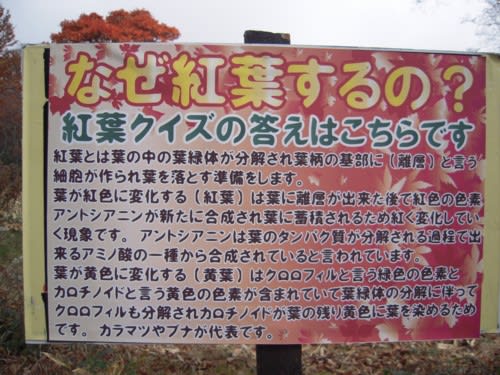 なぜ紅葉するの？
紅葉クイズの答えはこちらです
紅葉とは葉の中の葉緑体が分解され葉柄の基部に（離層）と言う
細胞が作られ葉を落とす準備をします。
葉が紅色に変化する（紅葉）は葉に離層が出来た後で紅色の色素
アントシアニンが新たに合成され葉に蓄積されるため紅く変化してい
く現象です。 アントシアニンは葉のタンパク質が分解される過程で出
来るアミノ酸の一種から合成されていると言われています。
葉が黄色に変化する（黄葉）はクロロフィルと言う緑色の色素と
カロチノイドと言う黄色の色素が含まれていて葉緑体の分解に伴って
クロロフィルも分解されカロチノイドが葉の残り黄色に葉を染めるため
です。 カラマツやブナが代表です。